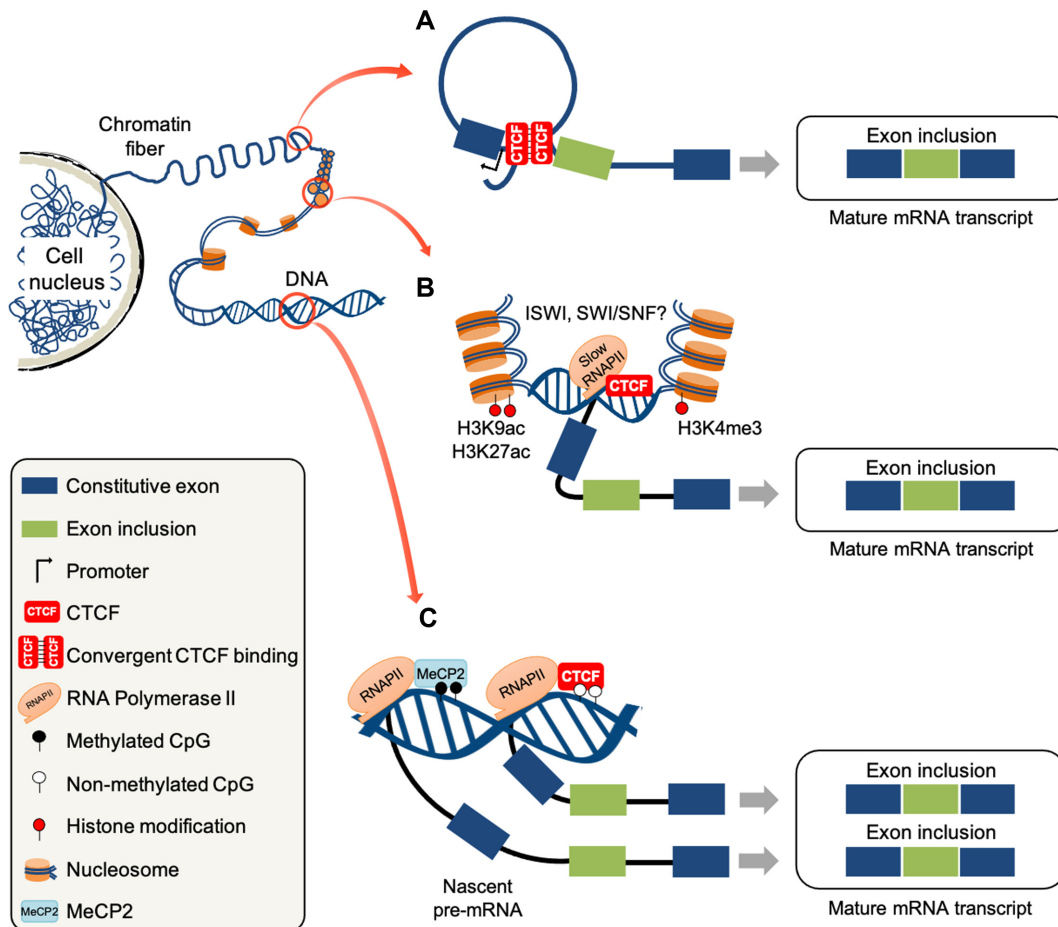 A
Chromatin
fiber
CTCF
CTCF
Exon inclusion
Mature mRNA transcript
Cell
nucleus
DNA
B
ISWI, SWI/SNF?
Slow
RNAPII
CTCF
H3K9ac
H3K27ac
H3K4me3
Exon inclusion
Mature mRNA transcript
Constitutive exon
Exon inclusion
Promoter
CTCF
CTCF
CTCF
CTCF
Convergent CTCF binding
RNAPII
RNA Polymerase II
Methylated CpG
Non-methylated CpG
Histone modification
Nucleosome
MeCP2
MeCP2
C
RNAPII
MeCP2
RNAPII
CTCF
Nascent
pre-mRNA
Exon inclusion
Exon inclusion
Mature mRNA transcript